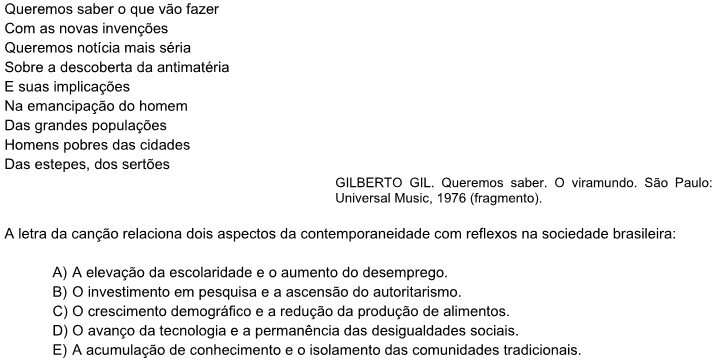 Queremos saber o que vão fazer
Com as novas invenções
Queremos notícia mais séria
Sobre a descoberta da antimatéria
E suas implicações
Na emancipação do homem
Das grandes populações
Homens pobres das cidades
Das estepes, dos sertões
GILBERTO GIL. Queremos saber. O viramundo. São Paulo:
Universal Music, 1976 (fragmento).
A letra da canção relaciona dois aspectos da contemporaneidade com reflexos na sociedade brasileira:
A) A elevação da escolaridade e o aumento do desemprego.
B) O investimento em pesquisa e a ascensão do autoritarismo.
C) O crescimento demográfico e a redução da produção de alimentos.
D) O avanço da tecnologia e a permanência das desigualdades sociais.
E) A acumulação de conhecimento e o isolamento das comunidades tradicionais.